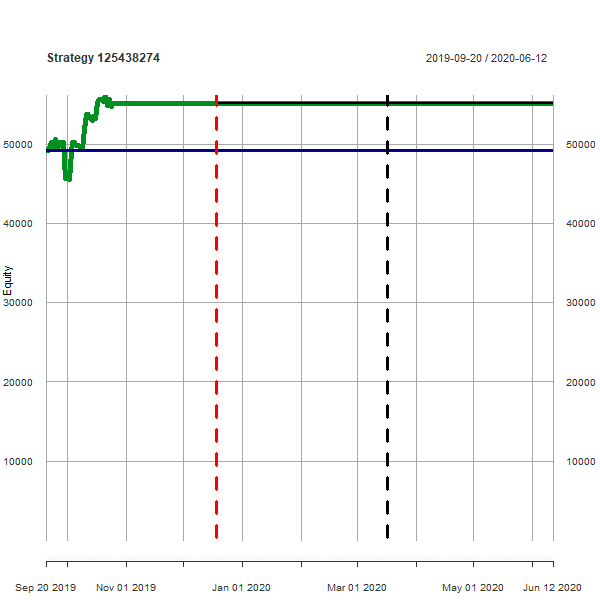 Strategy 125438274
2019-09-20 / 2020-06-12
50000
50000
40000
40000
Equity
30000
30000
20000
20000
10000
10000
Sep 20 2019
Nov 01 2019
Jan 01 2020
Mar 01 2020
May 01 2020
Jun 12 2020